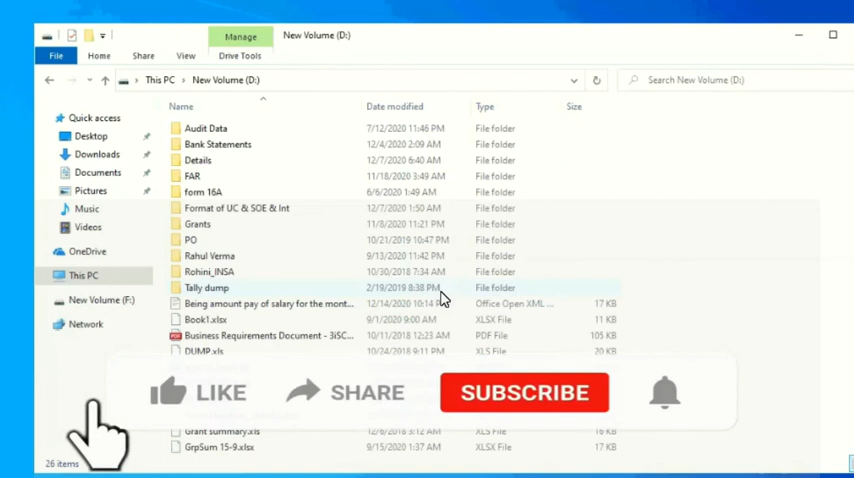 Manage New Volume (D:)
File Home Share View Drive Tools
This PC > New Volume (D:) Search New Volume (D:)
Name Date modified Type Size
Quick access
Desktop
Downloads
Documents
Pictures
Music
Videos
OneDrive
This PC
New Volume (F:)
Network
Audit Data 7/12/2020 11:46 PM File folder
Bank Statements 12/4/2020 2:09 AM File folder
Details 12/7/2020 6:40 AM File folder
FAR 11/18/2020 3:49 AM File folder
form 16A 6/6/2020 1:49 AM File folder
Format of UC & SOE & Int 12/7/2020 1:50 AM File folder
Grants 11/8/2020 11:21 PM File folder
PO 10/21/2019 10:47 PM File folder
Rahul Verma 9/13/2020 11:42 PM File folder
Rohini_INSA 10/30/2018 7:34 AM File folder
Tally dump 2/19/2019 8:38 PM File folder
Being amount pay of salary for the mont... 12/14/2020 10:14 Office Open XML ... 17 KB
Book1.xlsx 9/1/2020 9:00 AM XLSX File 11 KB
Business Requirements Document - 3iSC... 10/11/2018 12:23 AM PDF File 105 KB
DUMP.xls 10/24/2018 9:11 PM XLS File 20 KB
LIKE SHARE SUBSCRIBE
Grant summary.xls 12/6/2018 3:12 AM XLS File 16 KB
GrpSum 15-9.xlsx 9/15/2020 1:37 AM XLSX File 17 KB
26 items